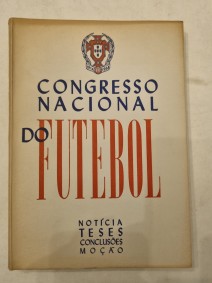 CONGRESSO
NACIONAL
DO FUTEBOL
NOTÍCIA
TESES
CONCLUSÕES
MOÇÃO